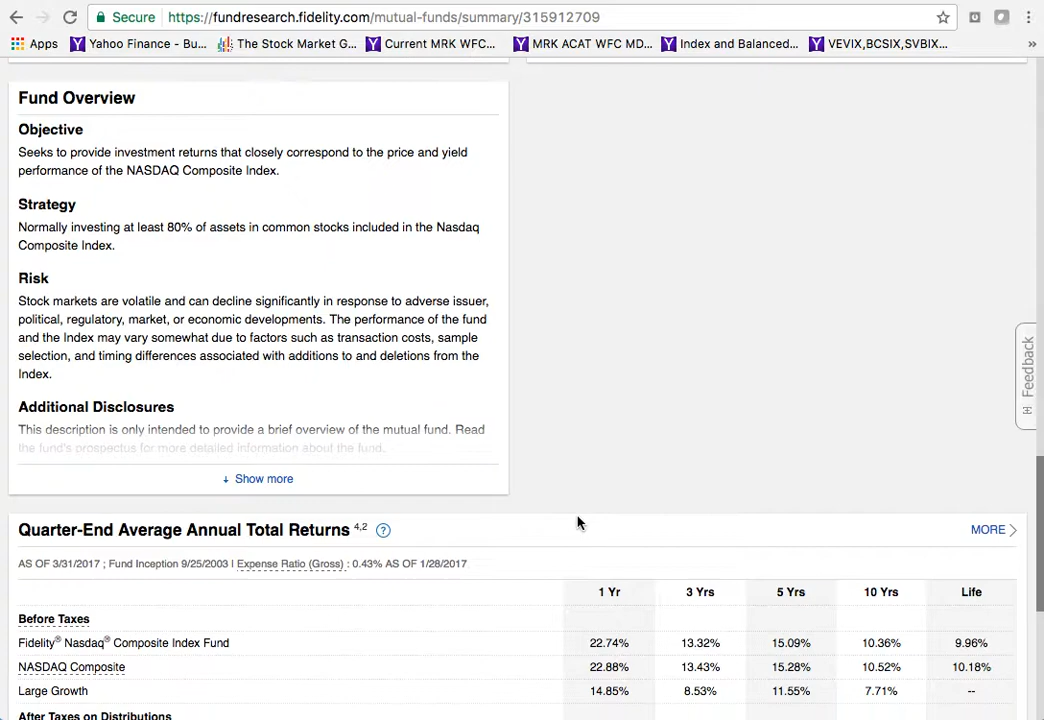 Secure https://fundresearch.fidelity.com/mutual-funds/summary/315912709
Apps Yahoo Finance - Bu... The Stock Market G... Current MRK WFC... MRK ACAT WFC MD... Index and Balanced... VEVIX,BCSIX,SVBIX... »
Fund Overview
Objective
Seeks to provide investment returns that closely correspond to the price and yield
performance of the NASDAQ Composite Index.
Strategy
Normally investing at least 80% of assets in common stocks included in the Nasdaq
Composite Index.
Risk
Stock markets are volatile and can decline significantly in response to adverse issuer,
political, regulatory, market, or economic developments. The performance of the fund
and the Index may vary somewhat due to factors such as transaction costs, sample
selection, and timing differences associated with additions to and deletions from the
Index.
Additional Disclosures
This description is only intended to provide a brief overview of the mutual fund. Read
the fund's prospectus for more detailed information about the fund.
↓ Show more
Feedback
Quarter-End Average Annual Total Returns 4,2 ? MORE
AS OF 3/31/2017 ; Fund Inception 9/25/2003 | Expense Ratio (Gross) : 0.43% AS OF 1/28/2017
1 Yr 3 Yrs 5 Yrs 10 Yrs Life
Before Taxes
Fidelity® Nasdaq® Composite Index Fund 22.74% 13.32% 15.09% 10.36% 9.96%
NASDAQ Composite 22.88% 13.43% 15.28% 10.52% 10.18%
Large Growth 14.85% 8.53% 11.55% 7.71% --
After Taxes on Distributions